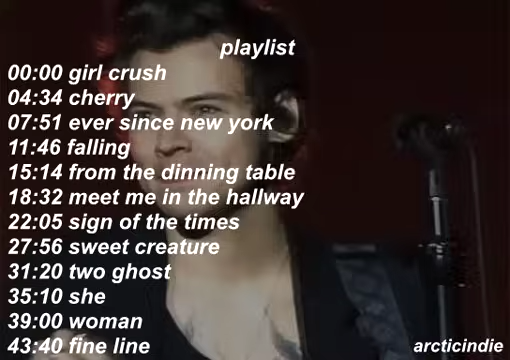 playlist
00:00 girl crush
04:34 cherry
07:51 ever since new york
11:46 falling
15:14 from the dinning table
18:32 meet me in the hallway
22:05 sign of the times
27:56 sweet creature
31:20 two ghost
35:10 she
39:00 woman
43:40 fine line
arcticindie